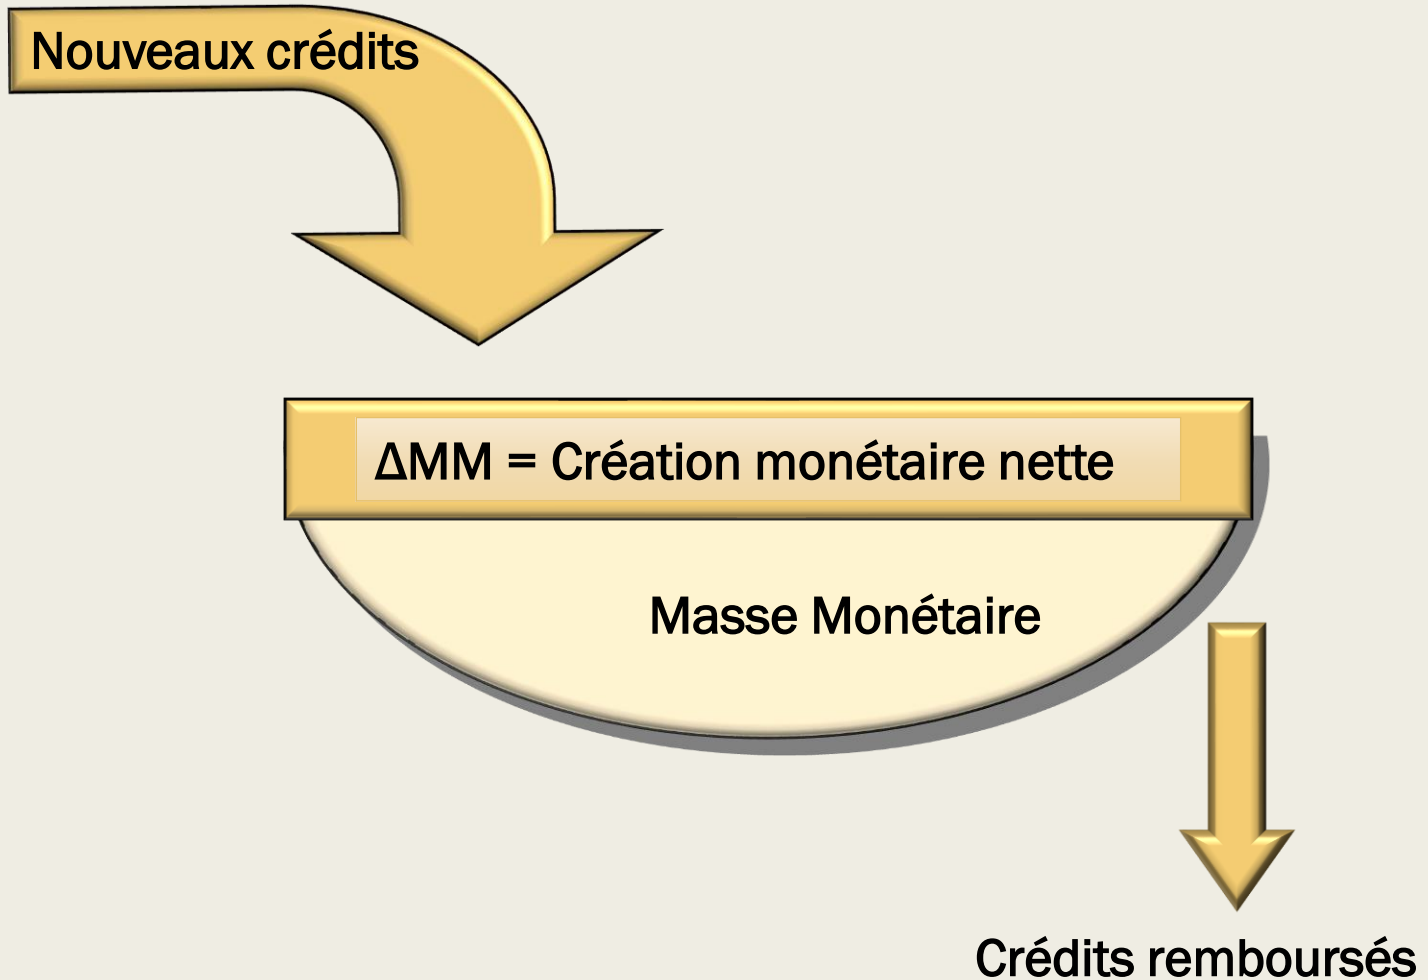 Nouveaux crédits
ΔMM = Création monétaire nette
Masse Monétaire
Crédits remboursés